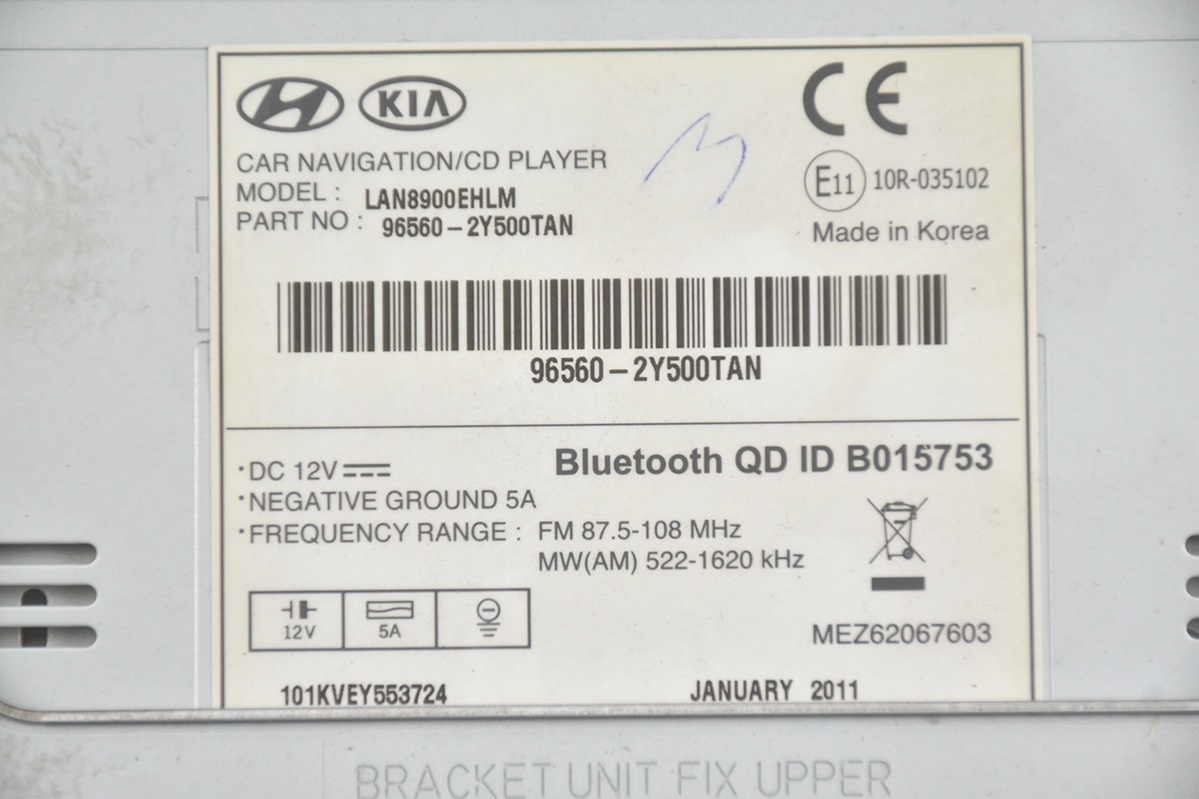 KIA
CE
CAR NAVIGATION/CD PLAYER
MODEL : LAN8900EHLM
PART NO : 96560-2Y500TAN
E11 10R-035102
Made in Korea
96560-2Y500TAN
Bluetooth QD ID B015753
·DC 12V
·NEGATIVE GROUND 5A
·FREQUENCY RANGE : FM 87.5-108 MHz
MW(AM) 522-1620 kHz
12V 5A
MEZ62067603
101KVEY553724
JANUARY 2011
BRACKET UNIT FIX UPPER